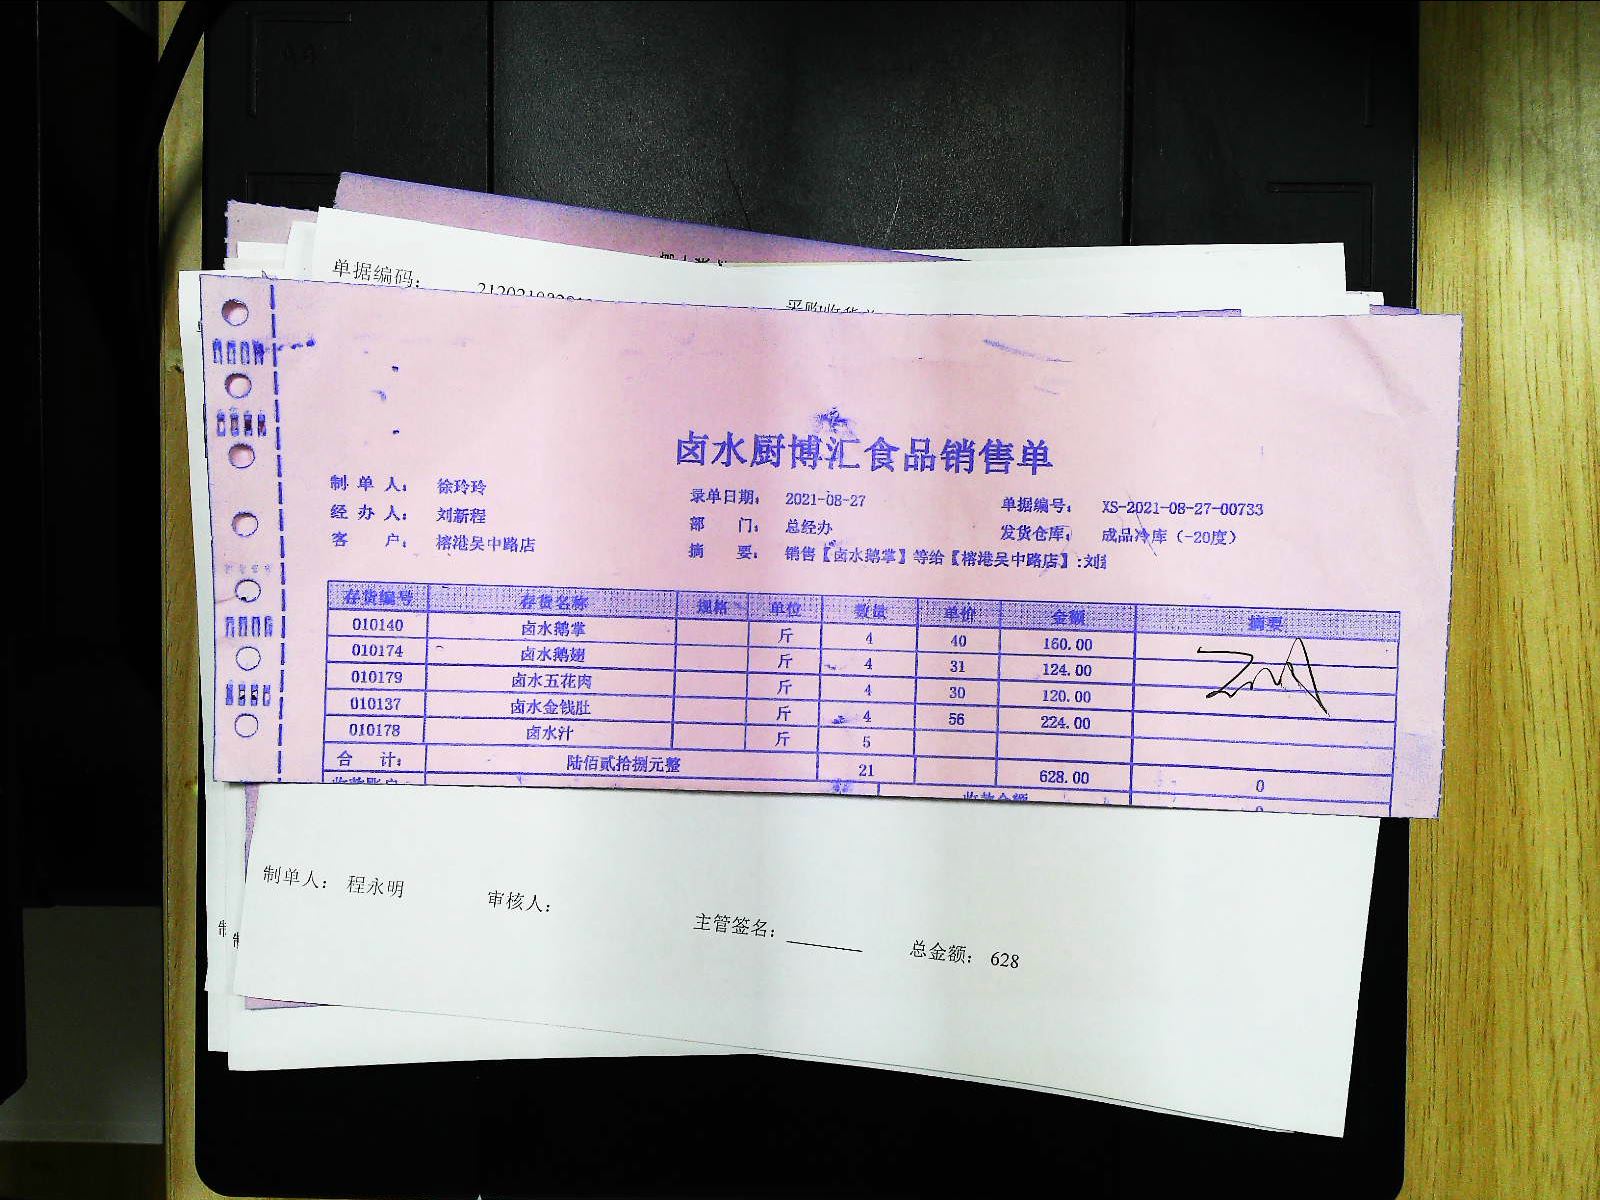 单据编码：
卤水厨博汇食品销售单
制单人： 徐玲玲 录单日期： 2021-08-27 单据编号： XS-2021-08-27-00733
经办人： 刘新程 部门： 总经办 发货仓库： 成品冷库（-20度）
客户： 榕港吴中路店 摘要： 销售【卤水鹅掌】等给【榕港吴中路店】:刘
存货编号 存货名称 规格 单位 数量 单价 金额 摘要
010140 卤水鹅掌 斤 4 40 160.00
010174 卤水鹅翅 斤 4 31 124.00
010179 卤水五花肉 斤 4 30 120.00
010137 卤水金钱肚 斤 4 56 224.00
010178 卤水汁 斤 5
合计： 陆佰贰拾捌元整 21 628.00 0
制单人： 程永明 审核人： 主管签名： 总金额： 628